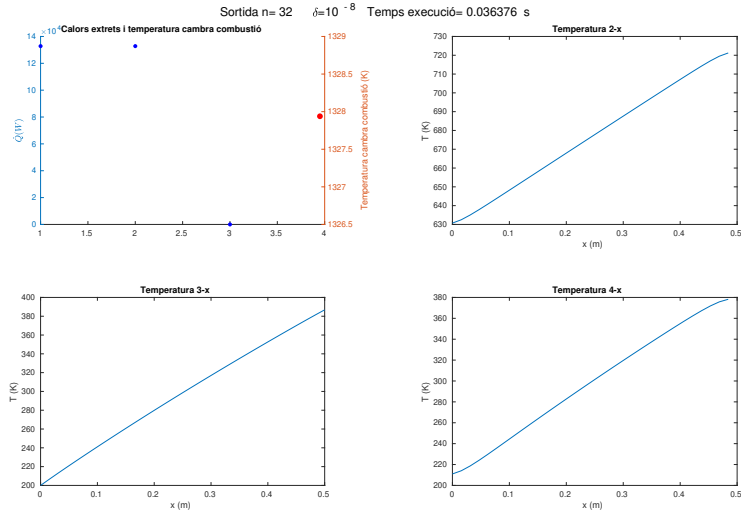 Sortida n= 32 δ=10 -8 Temps execució= 0.036376 s
×10⁴ Calors extrets i temperatura cambra combustió
14
12
10
8
6
4
2
0
Q̇(W)
1 1.5 2 2.5 3 3.5 4
1329
1328.5
1328
1327.5
1327
1326.5
Temperatura cambra combustió (K)
Temperatura 2-x
730
720
710
700
690
680
670
660
650
640
630
T (K)
0 0.1 0.2 0.3 0.4 0.5
x (m)
Temperatura 3-x
400
380
360
340
320
300
280
260
240
220
200
T (K)
0 0.1 0.2 0.3 0.4 0.5
x (m)
Temperatura 4-x
380
360
340
320
300
280
260
240
220
200
T (K)
0 0.1 0.2 0.3 0.4 0.5
x (m)